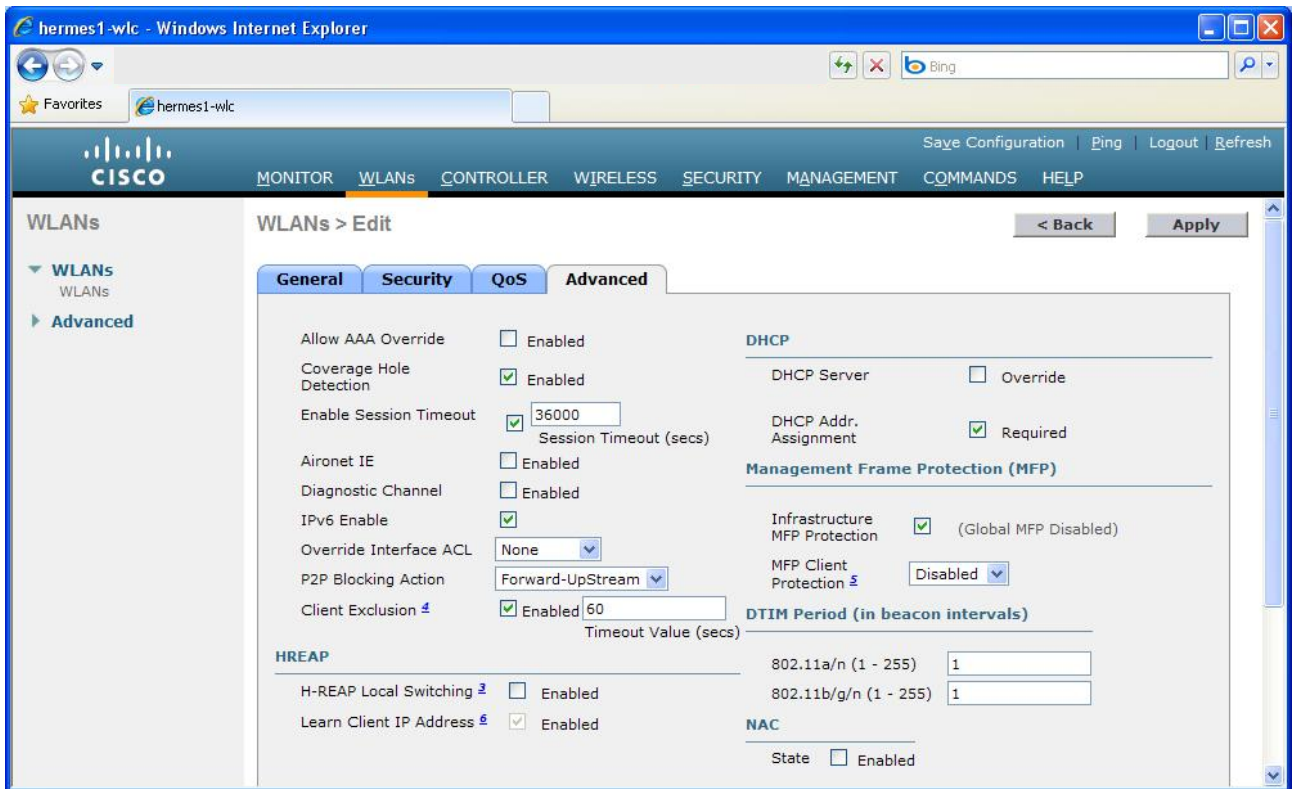 hermes1-wlc - Windows Internet Explorer
Bing
Favorites
hermes1-wlc
Save Configuration | Ping | Logout | Refresh
CISCO
MONITOR WLANs CONTROLLER WIRELESS SECURITY MANAGEMENT COMMANDS HELP
WLANs
WLANs
WLANs
Advanced
WLANs > Edit
< Back
Apply
General
Security
QoS
Advanced
Allow AAA Override Enabled
Coverage Hole
Detection Enabled
Enable Session Timeout 36000
Session Timeout (secs)
Aironet IE Enabled
Diagnostic Channel Enabled
IPv6 Enable
Override Interface ACL None
P2P Blocking Action Forward-UpStream
Client Exclusion 4 Enabled 60
Timeout Value (secs)
HREAP
H-REAP Local Switching 3 Enabled
Learn Client IP Address 6 Enabled
DHCP
DHCP Server Override
DHCP Addr.
Assignment Required
Management Frame Protection (MFP)
Infrastructure
MFP Protection (Global MFP Disabled)
MFP Client
Protection 5 Disabled
DTIM Period (in beacon intervals)
802.11a/n (1 - 255) 1
802.11b/g/n (1 - 255) 1
NAC
State Enabled